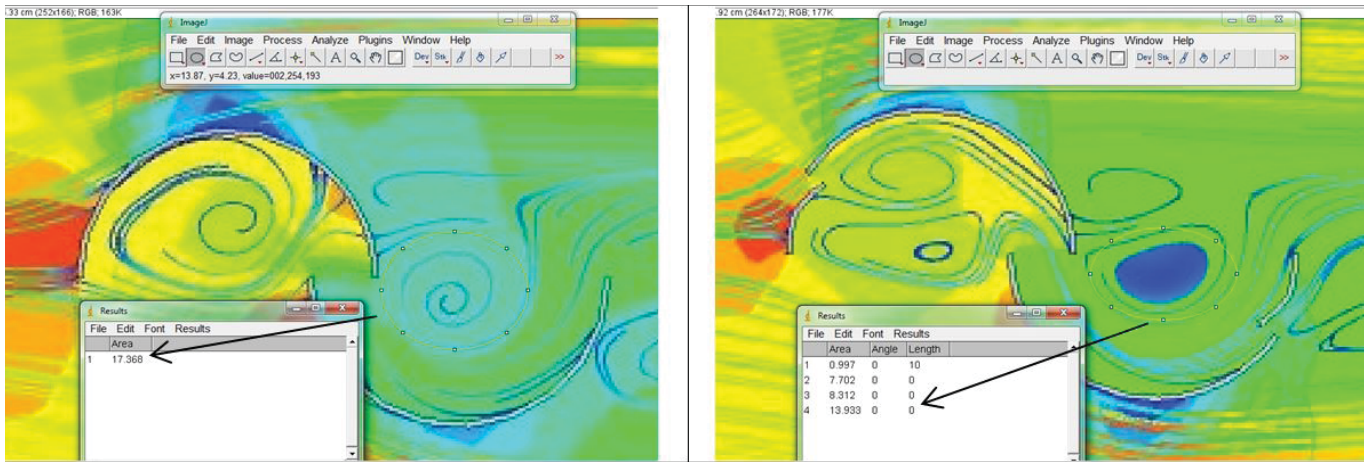 .33 cm (252x166); RGB; 163K
ImageJ
File Edit Image Process Analyze Plugins Window Help
A Dev Stk >>
x=13.87, y=4.23, value=002,254,193
Results
File Edit Font Results
Area
1 17.368
.92 cm (264x172); RGB; 177K
ImageJ
File Edit Image Process Analyze Plugins Window Help
A Dev Stk >>
Results
File Edit Font Results
Area Angle Length
1 0.997 0 10
2 7.702 0 0
3 8.312 0 0
4 13.933 0 0